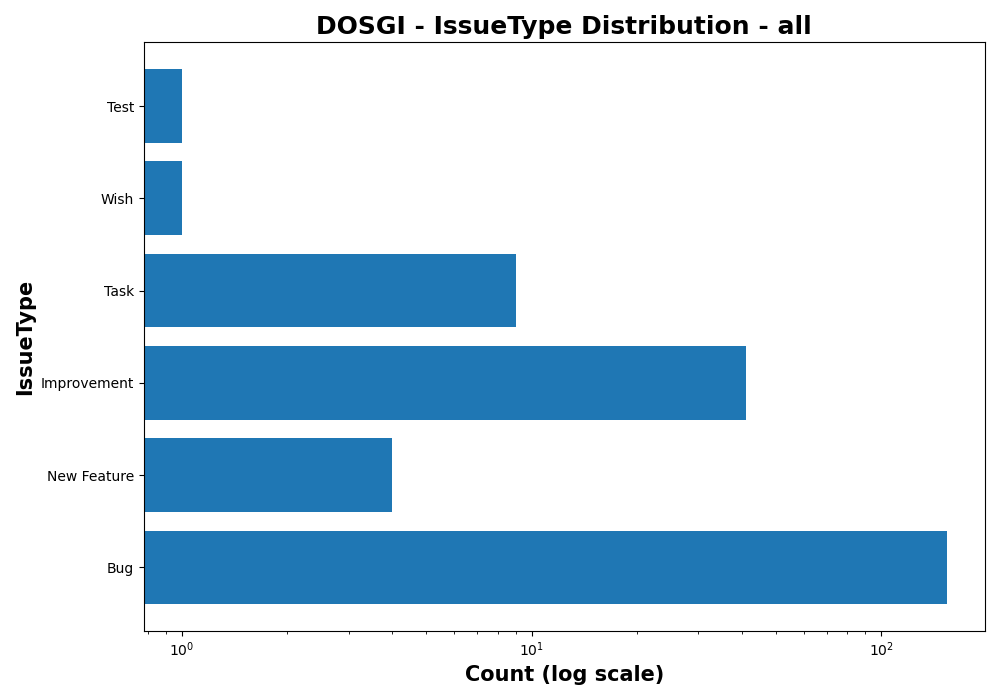 DOSGI - IssueType Distribution - all
IssueType
Test
Wish
Task
Improvement
New Feature
Bug
10⁰ 10¹ 10²
Count (log scale)